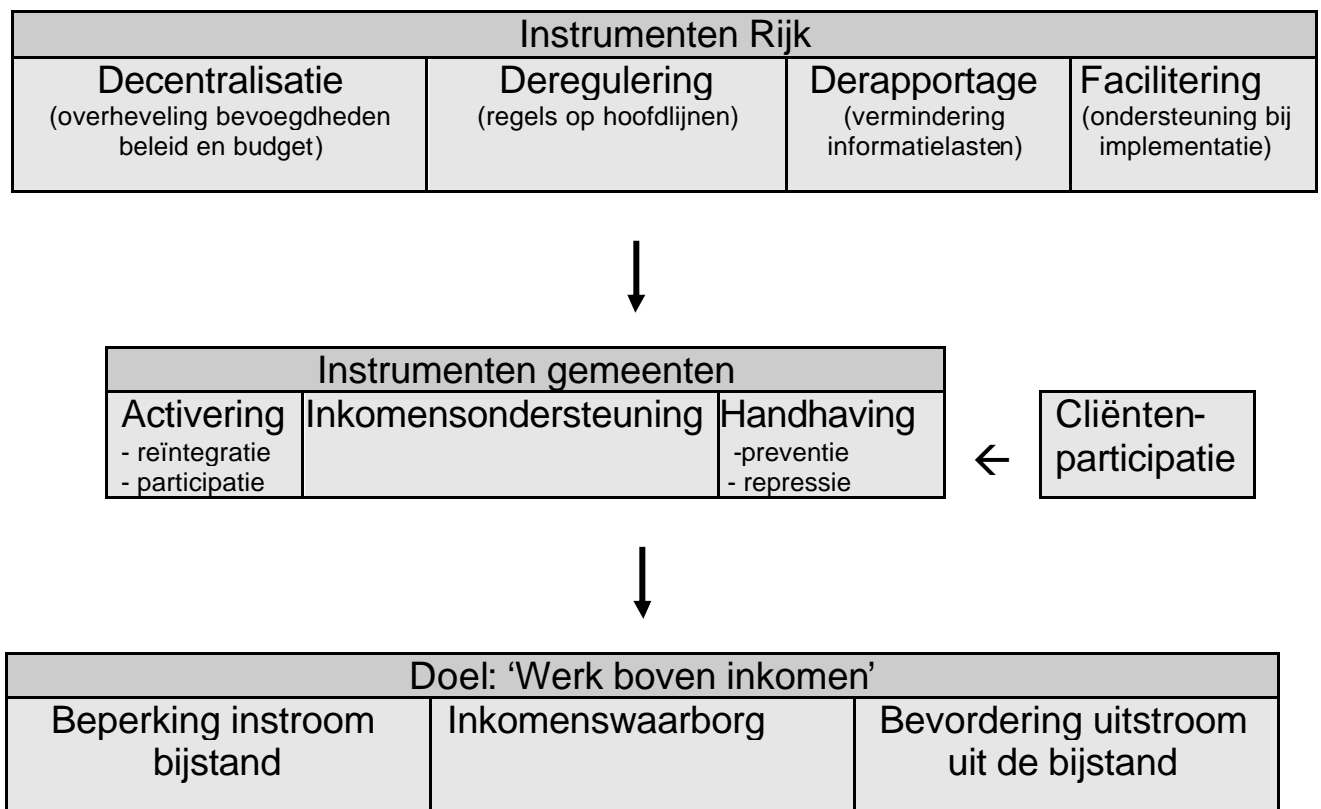 Instrumenten Rijk
Decentralisatie
(overheveling bevoegdheden
beleid en budget)
Deregulering
(regels op hoofdlijnen)
Derapportage
(vermindering
informatielasten)
Facilitering
(ondersteuning bij
implementatie)
Instrumenten gemeenten
Activering
- reïntegratie
- participatie
Inkomensondersteuning
Handhaving
-preventie
- repressie
Cliënten-
participatie
Doel: ‘Werk boven inkomen’
Beperking instroom
bijstand
Inkomenswaarborg
Bevordering uitstroom
uit de bijstand